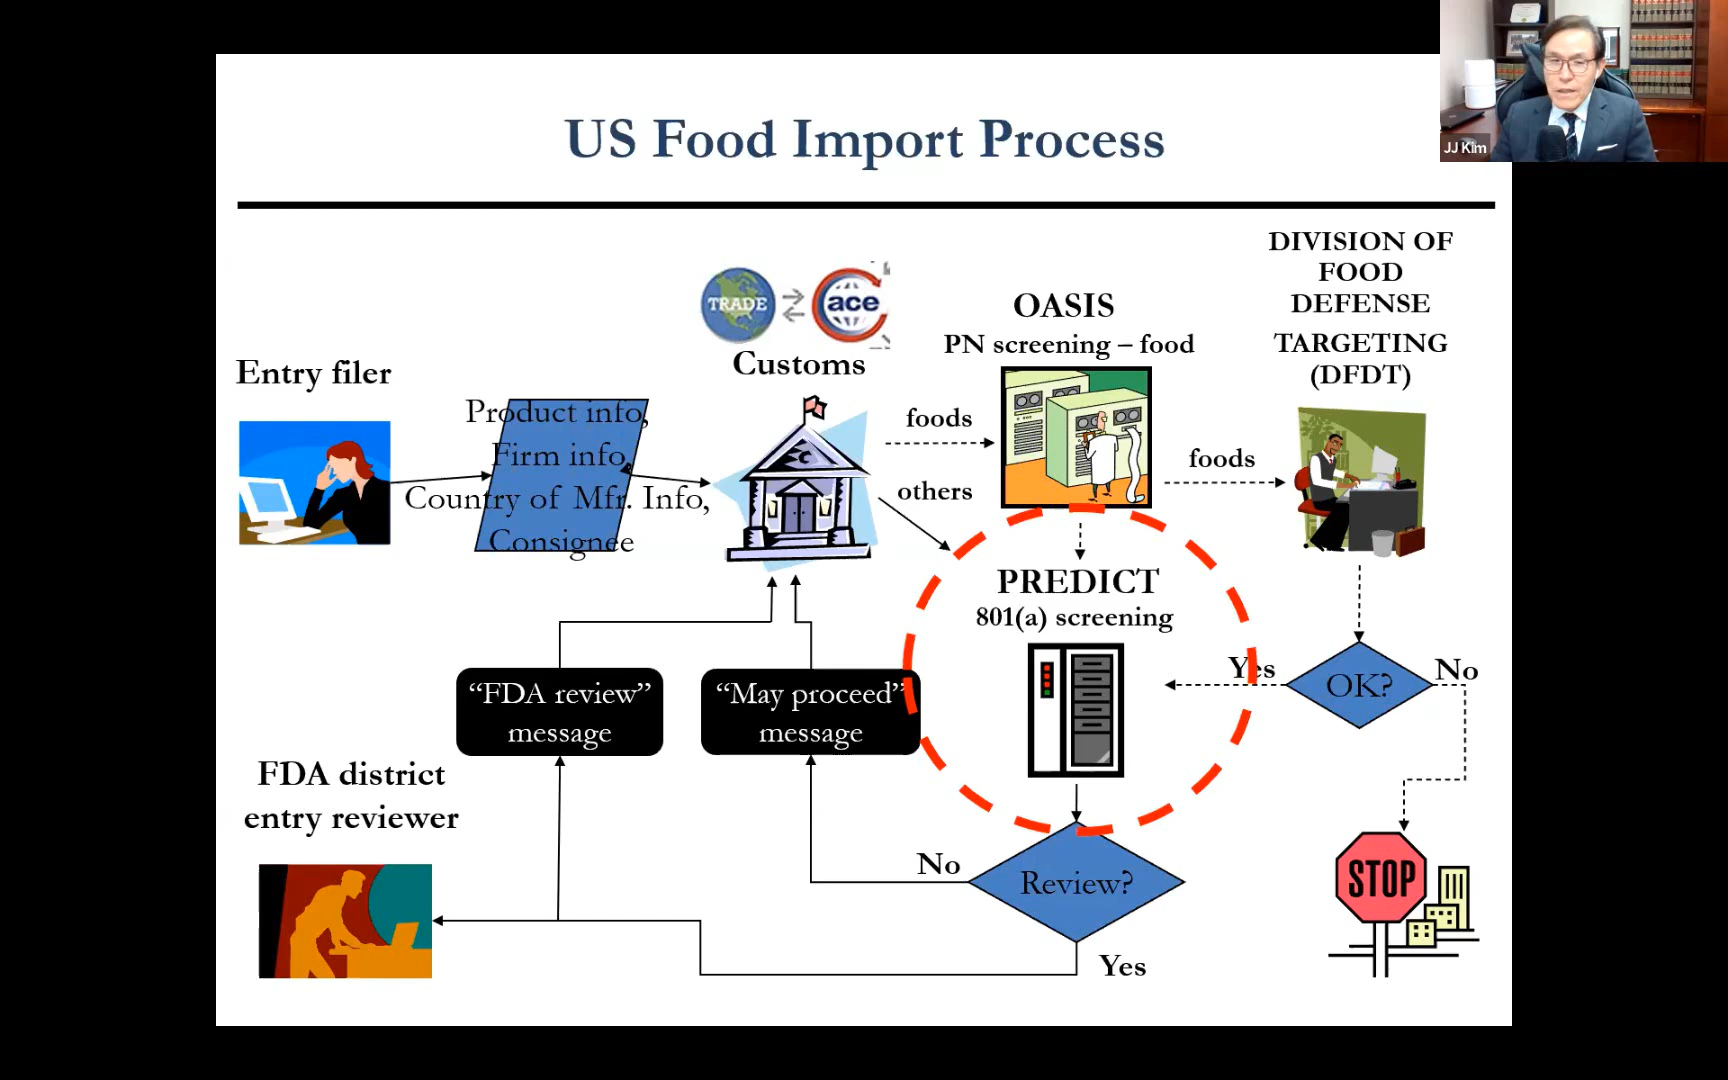 JJ Kim
US Food Import Process
DIVISION OF
FOOD
DEFENSE
TARGETING
(DFDT)
TRADE
ace
OASIS
PN screening – food
Customs
Entry filer
Product info,
Firm info,
Country of Mfr. Info,
Consignee
foods
others
foods
PREDICT
801(a) screening
"FDA review"
message
"May proceed"
message
Yes
OK?
No
FDA district
entry reviewer
No
Review?
Yes
STOP